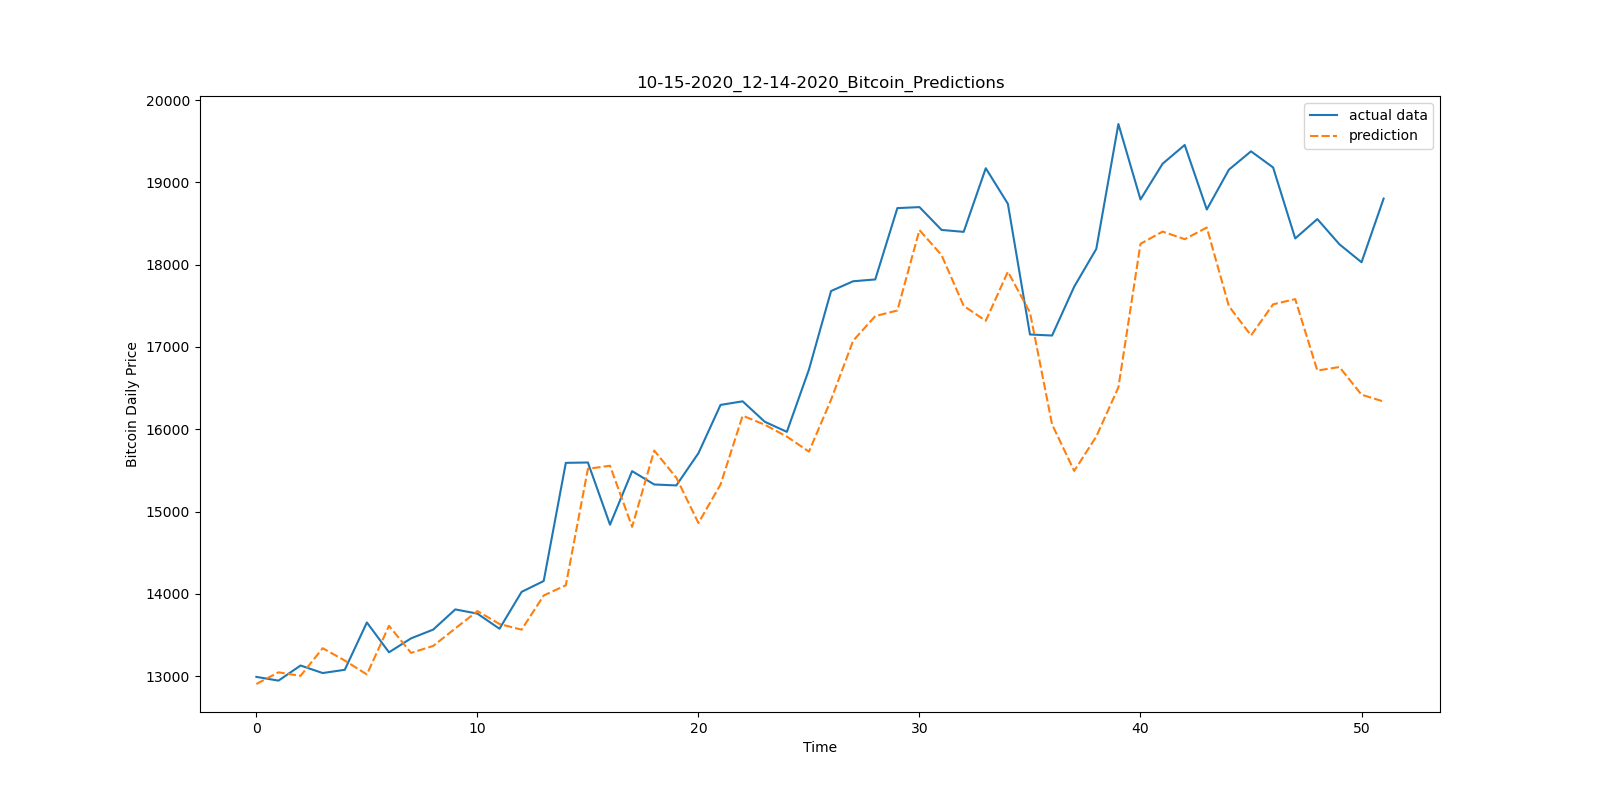 10-15-2020_12-14-2020_Bitcoin_Predictions
actual data
prediction
20000
19000
18000
17000
16000
15000
14000
13000
Bitcoin Daily Price
0 10 20 30 40 50
Time